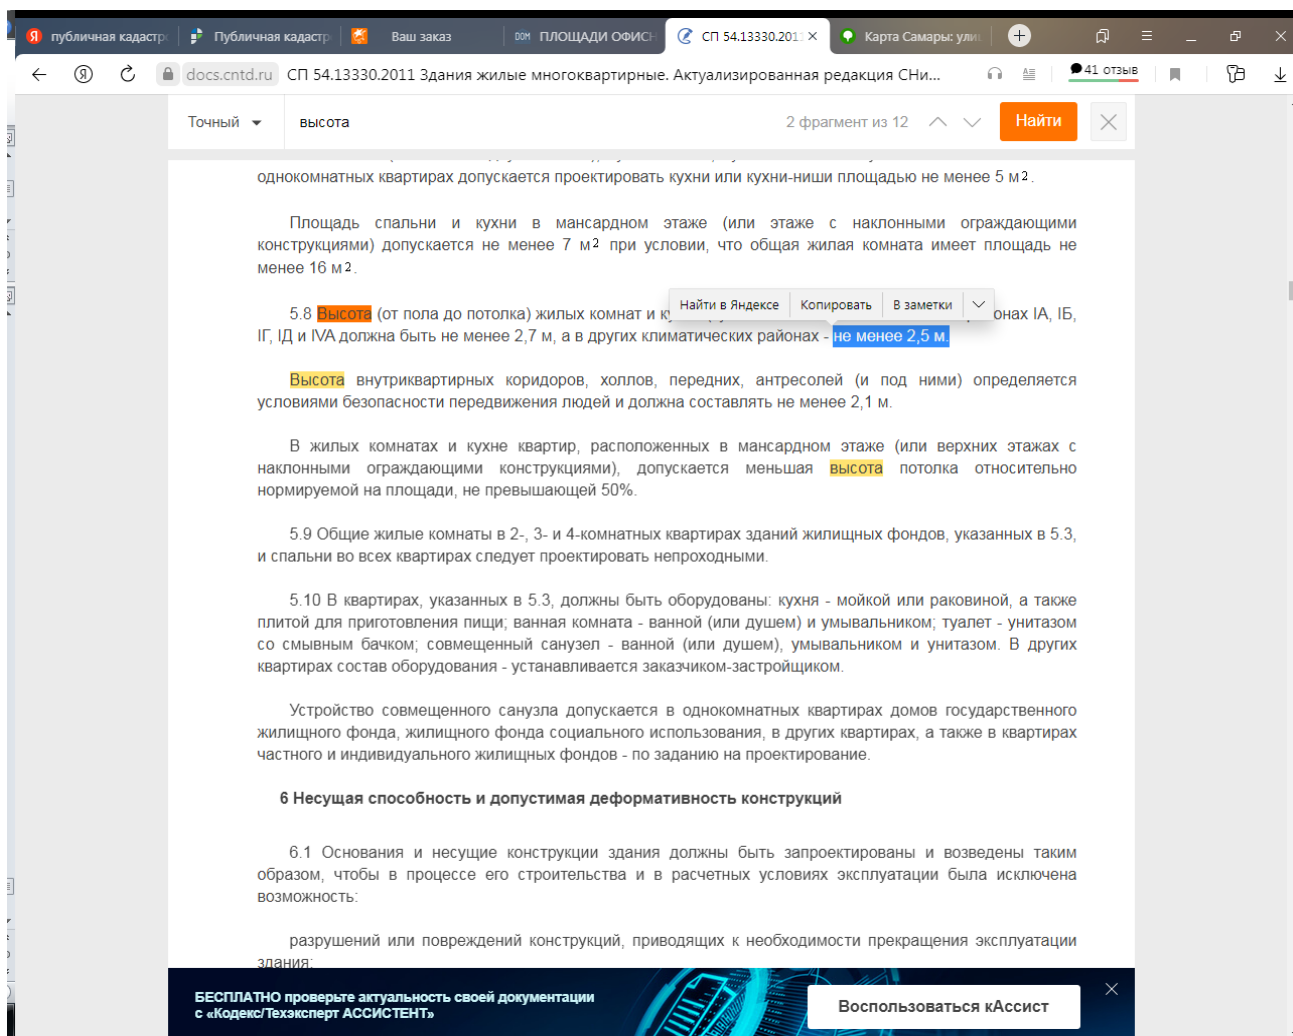 публичная кадастр
Публичная кадастр
Ваш заказ
DOM ПЛОЩАДИ ОФИСН
СП 54.13330.2011
Карта Самары: ули
docs.cntd.ru СП 54.13330.2011 Здания жилые многоквартирные. Актуализированная редакция СНи...
41 отзыв
Точный высота 2 фрагмент из 12 Найти
однокомнатных квартирах допускается проектировать кухни или кухни-ниши площадью не менее 5 м².
Площадь спальни и кухни в мансардном этаже (или этаже с наклонными ограждающими
конструкциями) допускается не менее 7 м² при условии, что общая жилая комната имеет площадь не
менее 16 м².
Найти в Яндексе Копировать В заметки
5.8 Высота (от пола до потолка) жилых комнат и к онах IА, IБ,
IГ, IД и IVА должна быть не менее 2,7 м, а в других климатических районах - не менее 2,5 м.
Высота внутриквартирных коридоров, холлов, передних, антресолей (и под ними) определяется
условиями безопасности передвижения людей и должна составлять не менее 2,1 м.
В жилых комнатах и кухне квартир, расположенных в мансардном этаже (или верхних этажах с
наклонными ограждающими конструкциями), допускается меньшая высота потолка относительно
нормируемой на площади, не превышающей 50%.
5.9 Общие жилые комнаты в 2-, 3- и 4-комнатных квартирах зданий жилищных фондов, указанных в 5.3,
и спальни во всех квартирах следует проектировать непроходными.
5.10 В квартирах, указанных в 5.3, должны быть оборудованы: кухня - мойкой или раковиной, а также
плитой для приготовления пищи; ванная комната - ванной (или душем) и умывальником; туалет - унитазом
со смывным бачком; совмещенный санузел - ванной (или душем), умывальником и унитазом. В других
квартирах состав оборудования - устанавливается заказчиком-застройщиком.
Устройство совмещенного санузла допускается в однокомнатных квартирах домов государственного
жилищного фонда, жилищного фонда социального использования, в других квартирах, а также в квартирах
частного и индивидуального жилищных фондов - по заданию на проектирование.
6 Несущая способность и допустимая деформативность конструкций
6.1 Основания и несущие конструкции здания должны быть запроектированы и возведены таким
образом, чтобы в процессе его строительства и в расчетных условиях эксплуатации была исключена
возможность:
разрушений или повреждений конструкций, приводящих к необходимости прекращения эксплуатации
здания;
БЕСПЛАТНО проверьте актуальность своей документации
с «Кодекс/Техэксперт АССИСТЕНТ»
Воспользоваться кАссист